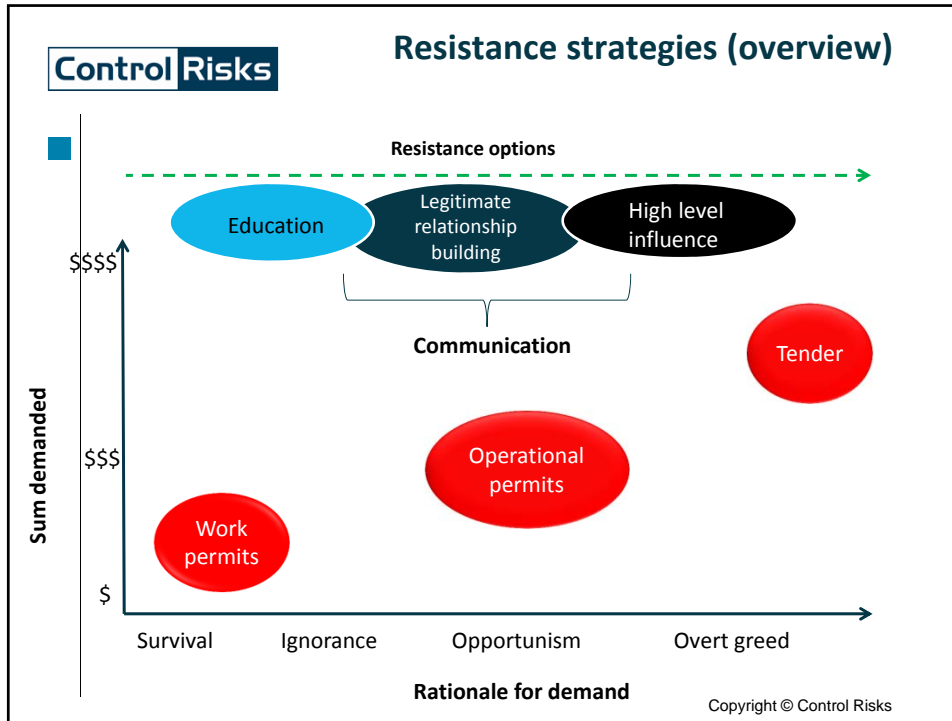 Control Risks
Resistance strategies (overview)
Resistance options
Education
Legitimate
relationship
building
High level
influence
$$$$
Communication
Tender
Sum demanded
$$$
Operational
permits
Work
permits
$
Survival
Ignorance
Opportunism
Overt greed
Rationale for demand
Copyright © Control Risks